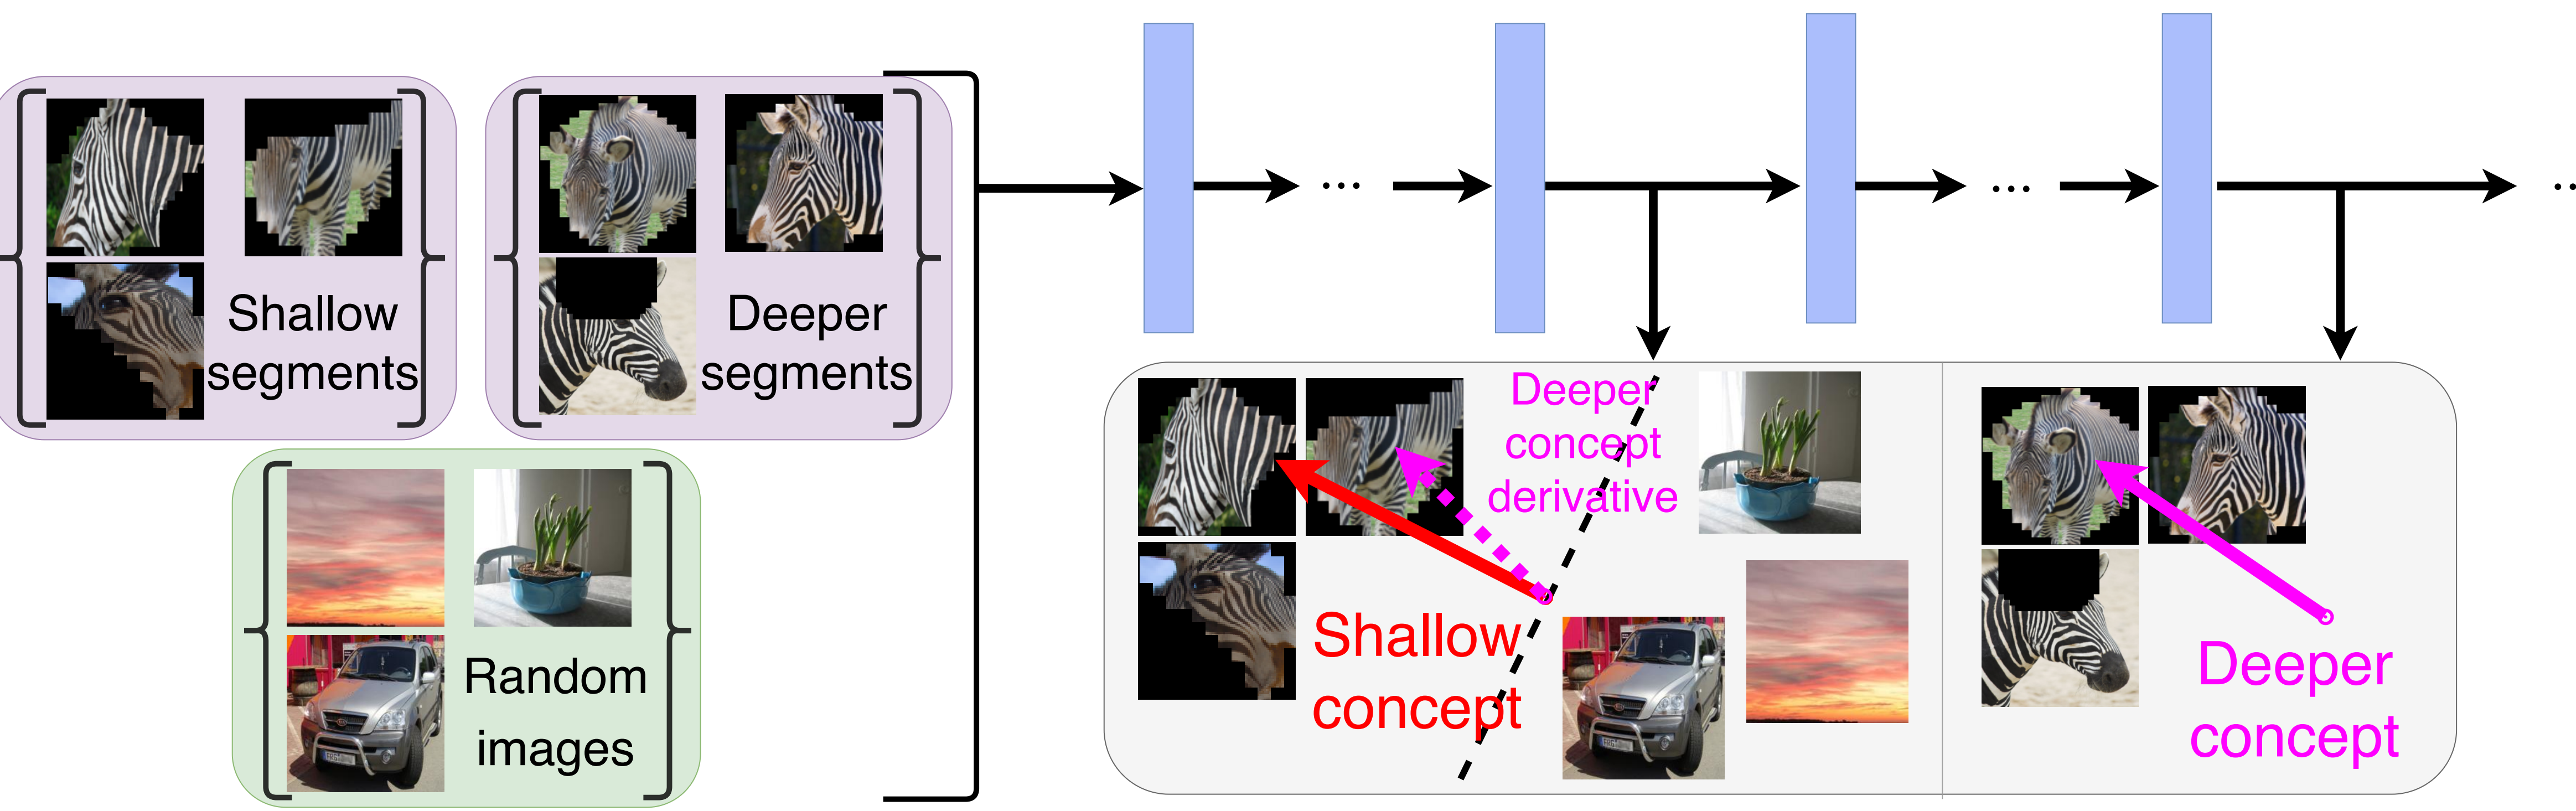 Shallow
segments
Deeper
segments
Random
images
...
...
Deeper
concept
derivative
Shallow
concept
Deeper
concept